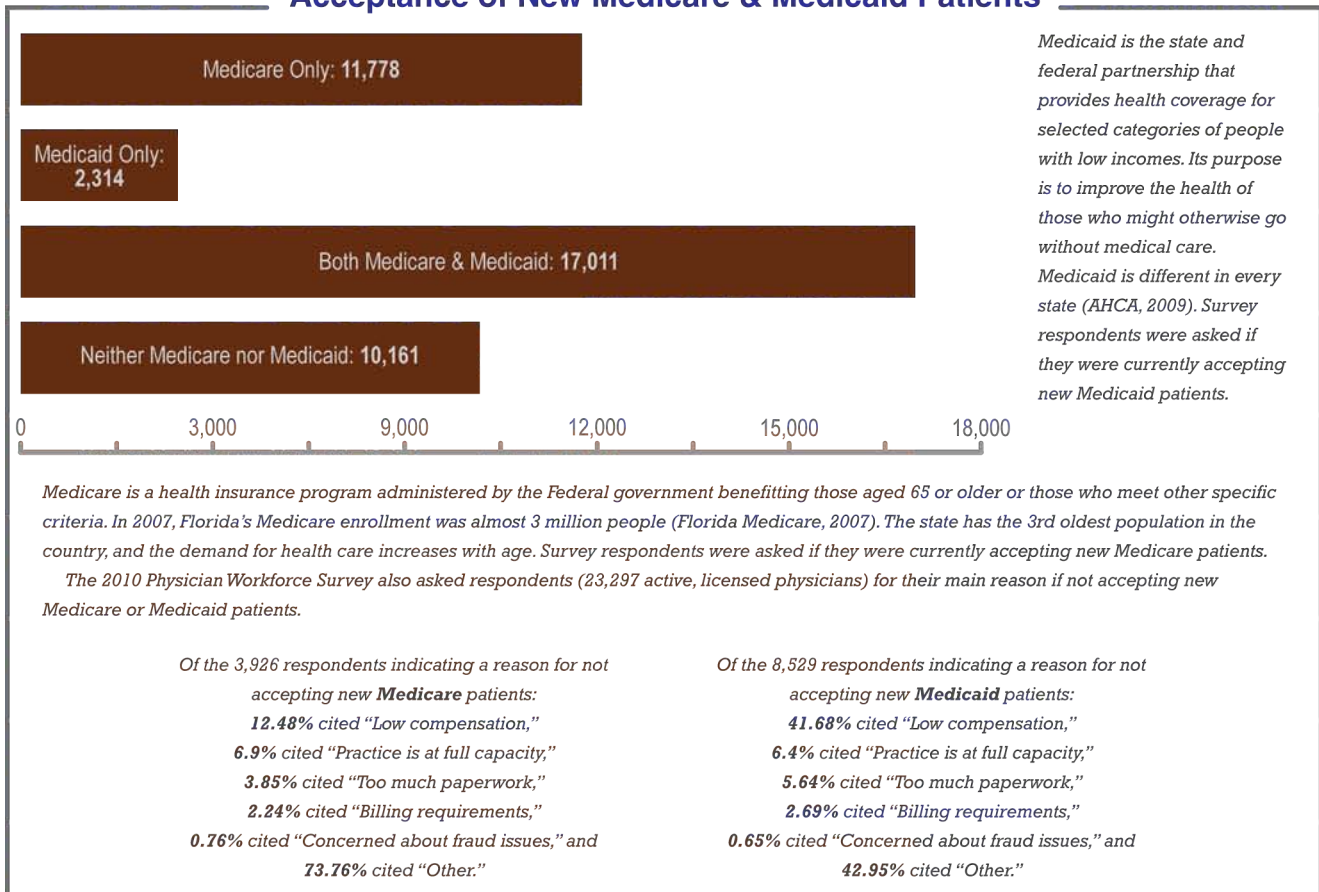 Acceptance of New Medicare & Medicaid Patients
Medicare Only: 11,778
Medicaid Only:
2,314
Both Medicare & Medicaid: 17,011
Neither Medicare nor Medicaid: 10,161
0 3,000 9,000 12,000 15,000 18,000
Medicaid is the state and
federal partnership that
provides health coverage for
selected categories of people
with low incomes. Its purpose
is to improve the health of
those who might otherwise go
without medical care.
Medicaid is different in every
state (AHCA, 2009). Survey
respondents were asked if
they were currently accepting
new Medicaid patients.
Medicare is a health insurance program administered by the Federal government benefitting those aged 65 or older or those who meet other specific
criteria. In 2007, Florida's Medicare enrollment was almost 3 million people (Florida Medicare, 2007). The state has the 3rd oldest population in the
country, and the demand for health care increases with age. Survey respondents were asked if they were currently accepting new Medicare patients.
The 2010 Physician Workforce Survey also asked respondents (23,297 active, licensed physicians) for their main reason if not accepting new
Medicare or Medicaid patients.
Of the 3,926 respondents indicating a reason for not
accepting new Medicare patients:
12.48% cited “Low compensation,”
6.9% cited “Practice is at full capacity,”
3.85% cited “Too much paperwork,”
2.24% cited “Billing requirements,”
0.76% cited “Concerned about fraud issues,” and
73.76% cited “Other.”
Of the 8,529 respondents indicating a reason for not
accepting new Medicaid patients:
41.68% cited “Low compensation,”
6.4% cited “Practice is at full capacity,”
5.64% cited “Too much paperwork,”
2.69% cited “Billing requirements,”
0.65% cited “Concerned about fraud issues,” and
42.95% cited “Other.”